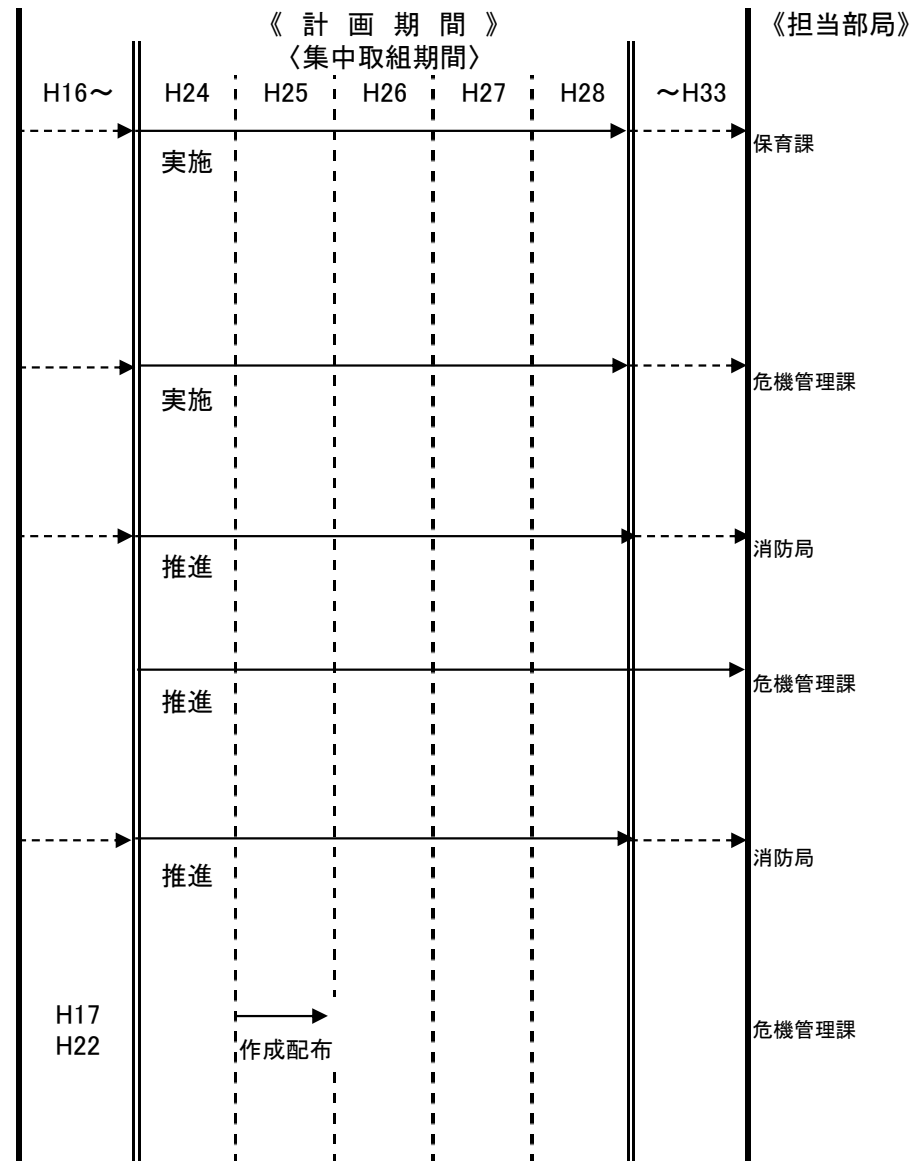 《 計 画 期 間 》
《担当部局》
〈集中取組期間〉
H16～ H24 H25 H26 H27 H28 ～H33
保育課
実施
危機管理課
実施
消防局
推進
危機管理課
推進
消防局
推進
H17
H22
危機管理課
作成配布